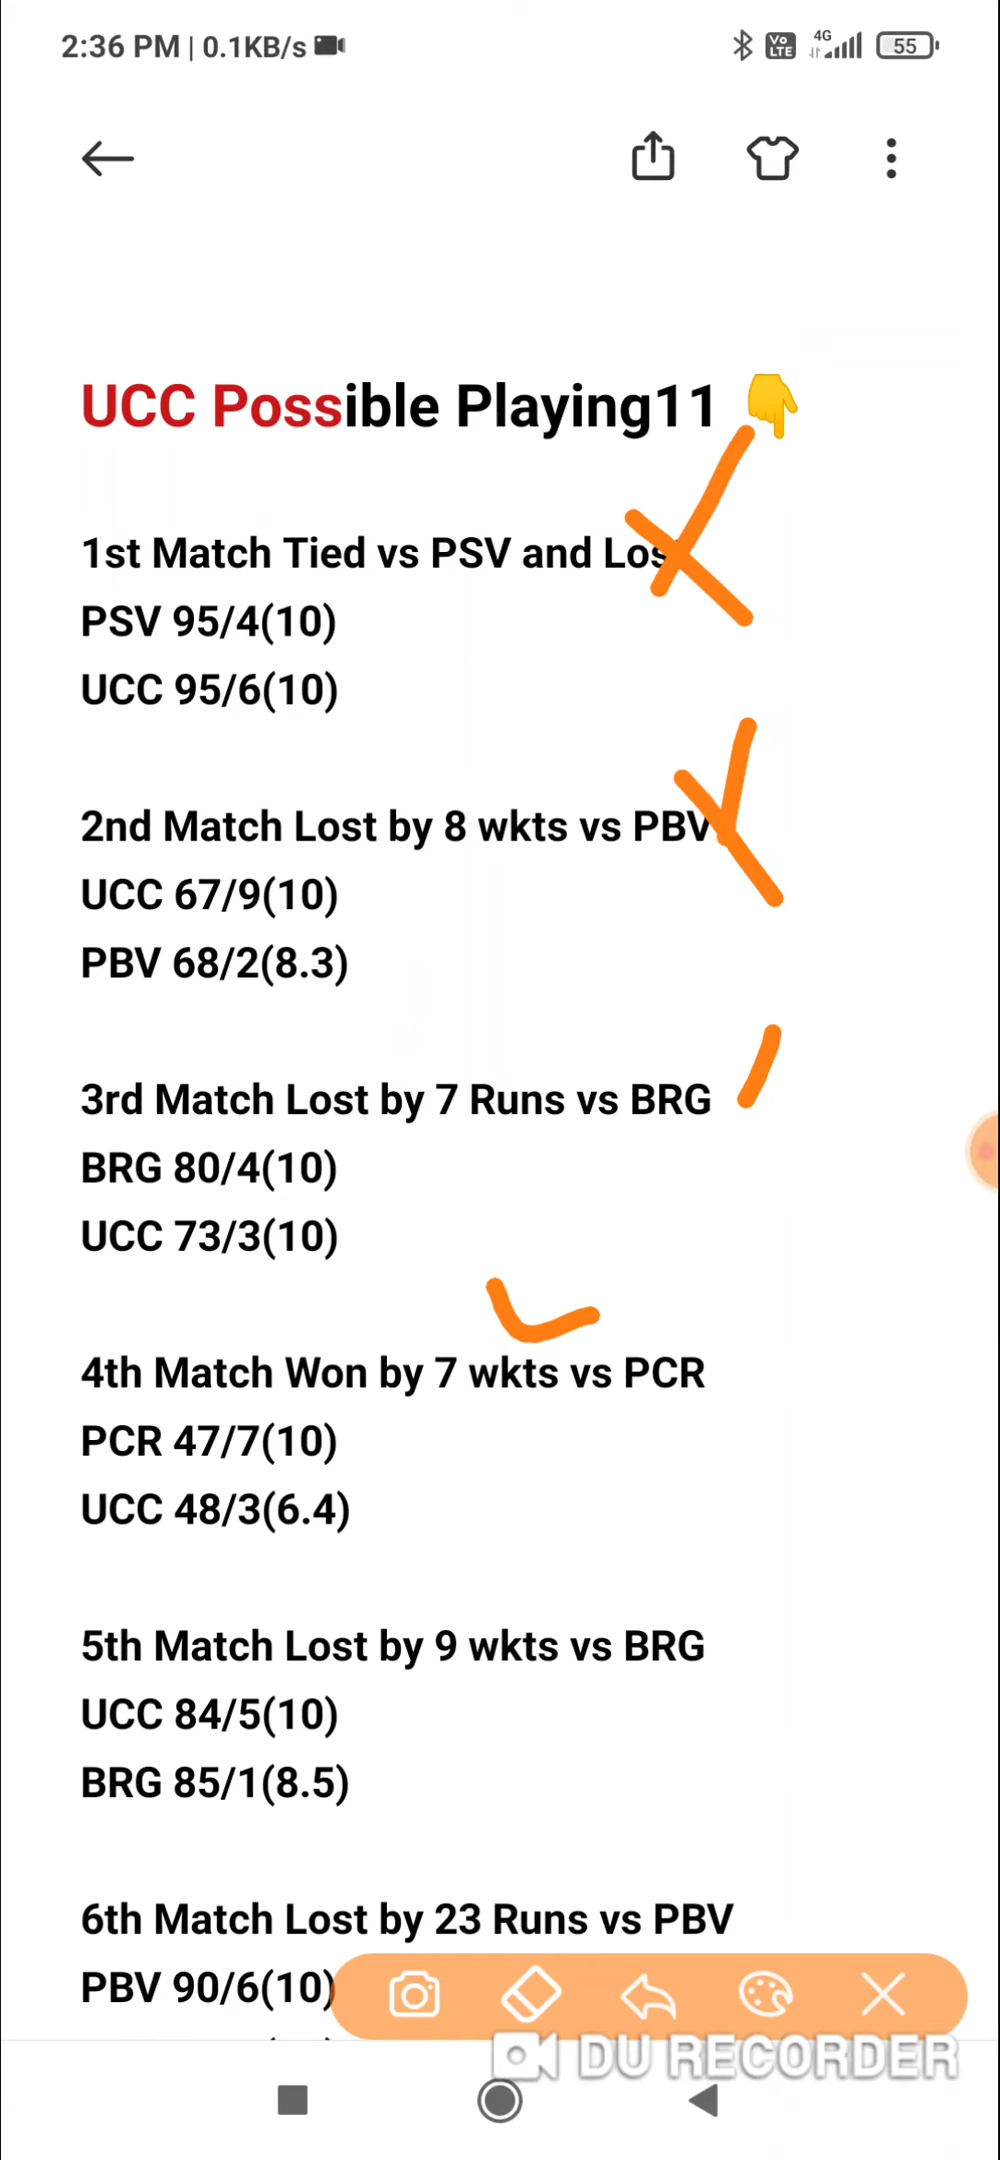 2:36 PM | 0.1KB/s
Vo LTE 4G 55
UCC Possible Playing11 👇
1st Match Tied vs PSV and Los
PSV 95/4(10)
UCC 95/6(10)
2nd Match Lost by 8 wkts vs PBV
UCC 67/9(10)
PBV 68/2(8.3)
3rd Match Lost by 7 Runs vs BRG
BRG 80/4(10)
UCC 73/3(10)
4th Match Won by 7 wkts vs PCR
PCR 47/7(10)
UCC 48/3(6.4)
5th Match Lost by 9 wkts vs BRG
UCC 84/5(10)
BRG 85/1(8.5)
6th Match Lost by 23 Runs vs PBV
PBV 90/6(10)
DU RECORDER